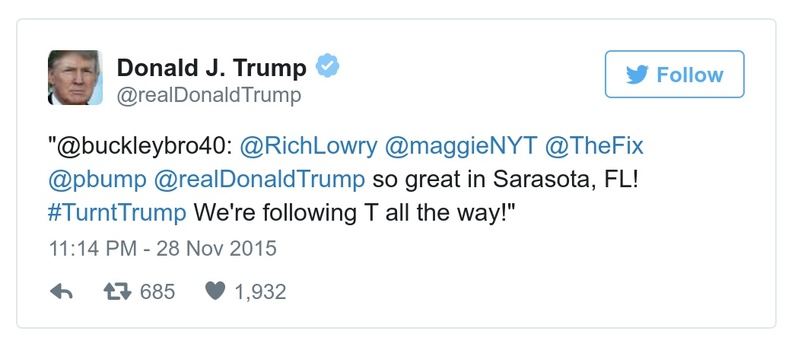 Donald J. Trump
Follow
@realDonaldTrump
"@buckleybro40: @RichLowry @maggieNYT @TheFix
@pbump @realDonaldTrump so great in Sarasota, FL!
#TurntTrump We're following T all the way!"
11:14 PM - 28 Nov 2015
685 1,932